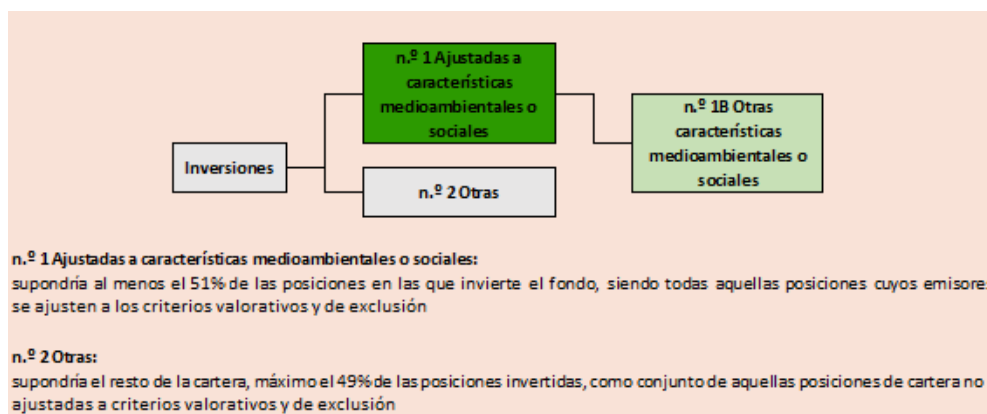 n.º 1 Ajustadas a
características
medioambientales o
sociales
n.º 1B Otras
características
medioambientales o
sociales
Inversiones
n.º 2 Otras
n.º 1 Ajustadas a características medioambientales o sociales:
supondría al menos el 51% de las posiciones en las que invierte el fondo, siendo todas aquellas posiciones cuyos emisore
se ajusten a los criterios valorativos y de exclusión
n.º 2 Otras:
supondría el resto de la cartera, máximo el 49% de las posiciones invertidas, como conjunto de aquellas posiciones de cartera no
ajustadas a criterios valorativos y de exclusión